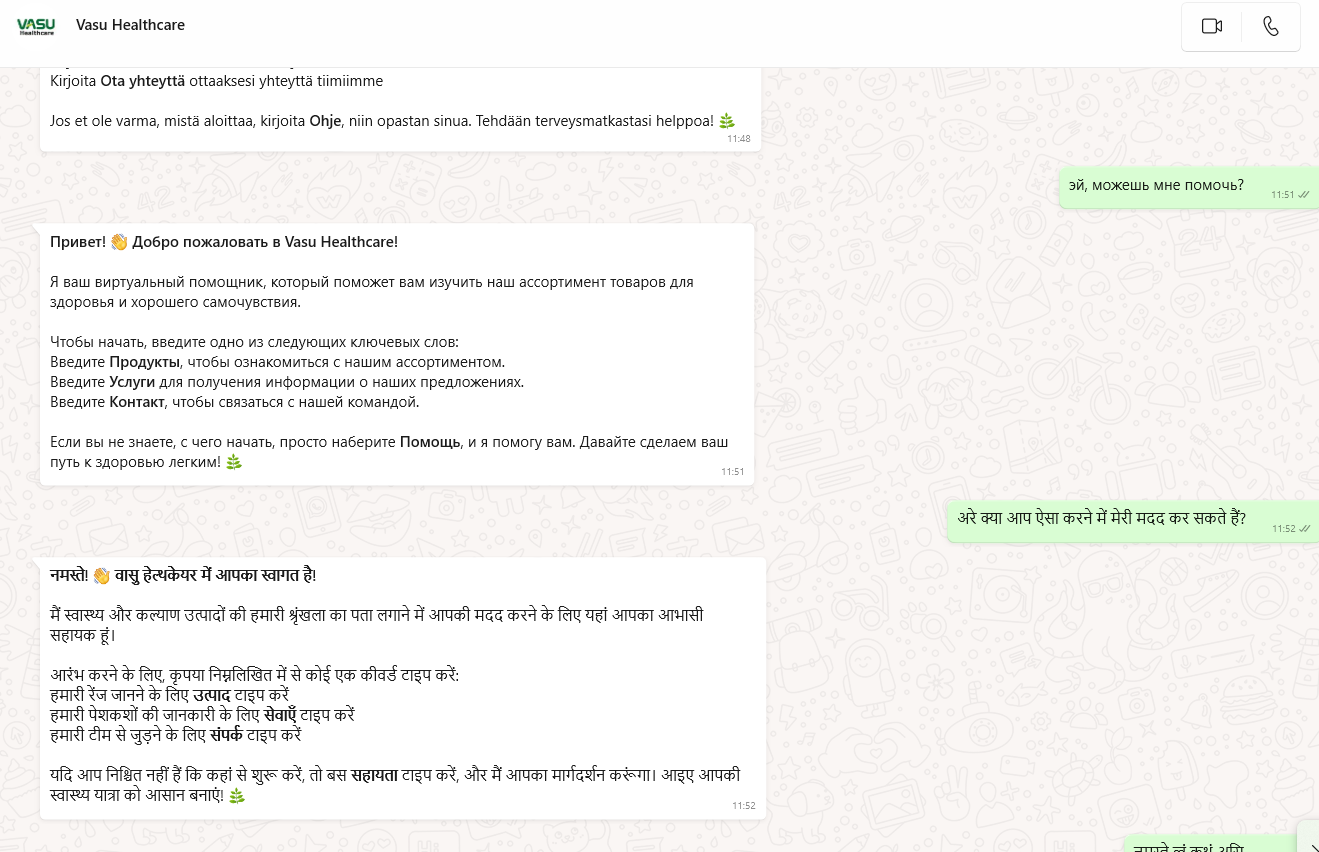 VASU
Healthcare
Vasu Healthcare
Kirjoita Ota yhteyttä ottaaksesi yhteyttä tiimiimme
Jos et ole varma, mistä aloittaa, kirjoita Ohje, niin opastan sinua. Tehdään terveysmatkastasi helppoa! 🌿
11:48
эй, можешь мне помочь?
11:51
Привет! 👋 Добро пожаловать в Vasu Healthcare!
Я ваш виртуальный помощник, который поможет вам изучить наш ассортимент товаров для
здоровья и хорошего самочувствия.
Чтобы начать, введите одно из следующих ключевых слов:
Введите Продукты, чтобы ознакомиться с нашим ассортиментом.
Введите Услуги для получения информации о наших предложениях.
Введите Контакт, чтобы связаться с нашей командой.
Если вы не знаете, с чего начать, просто наберите Помощь, и я помогу вам. Давайте сделаем ваш
путь к здоровью легким! 🌿
11:51
अरे क्या आप ऐसा करने में मेरी मदद कर सकते हैं?
11:52
नमस्ते! 👋 वासु हेल्थकेयर में आपका स्वागत है!
मैं स्वास्थ्य और कल्याण उत्पादों की हमारी श्रृंखला का पता लगाने में आपकी मदद करने के लिए यहां आपका आभासी
सहायक हूं।
आरंभ करने के लिए, कृपया निम्नलिखित में से कोई एक कीवर्ड टाइप करें:
हमारी रेंज जानने के लिए उत्पाद टाइप करें
हमारी पेशकशों की जानकारी के लिए सेवाएँ टाइप करें
हमारी टीम से जुड़ने के लिए संपर्क टाइप करें
यदि आप निश्चित नहीं हैं कि कहां से शुरू करें, तो बस सहायता टाइप करें, और मैं आपका मार्गदर्शन करूंगा। आइए आपकी
स्वास्थ्य यात्रा को आसान बनाएं! 🌿
11:52